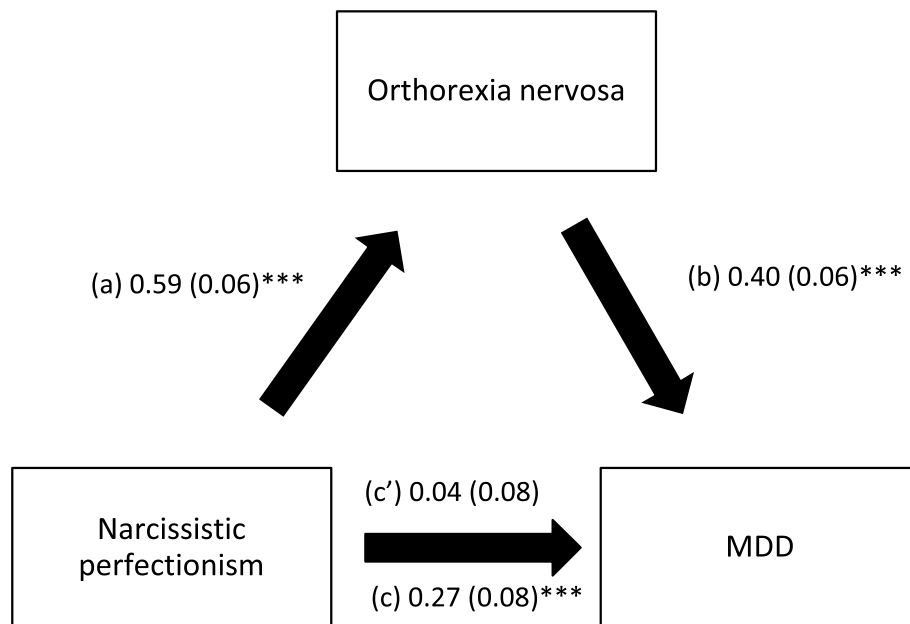 Orthorexia nervosa
(a) 0.59 (0.06)***
(b) 0.40 (0.06)***
Narcissistic
perfectionism
(c’) 0.04 (0.08)
(c) 0.27 (0.08)***
MDD